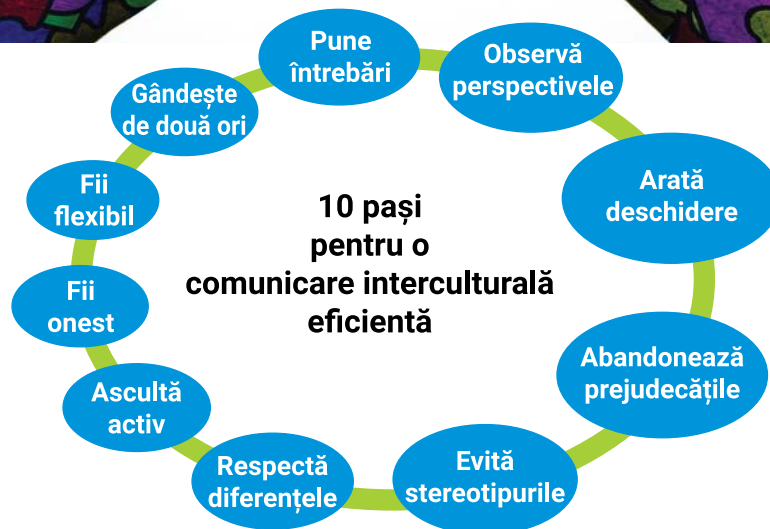 Pune
întrebări
Observă
perspectivele
Arată
deschidere
Abandonează
prejudecățile
Evită
stereotipurile
Respectă
diferențele
Ascultă
activ
Fii
onest
Fii
flexibil
Gândește
de două ori
10 pași
pentru o
comunicare interculturală
eficientă